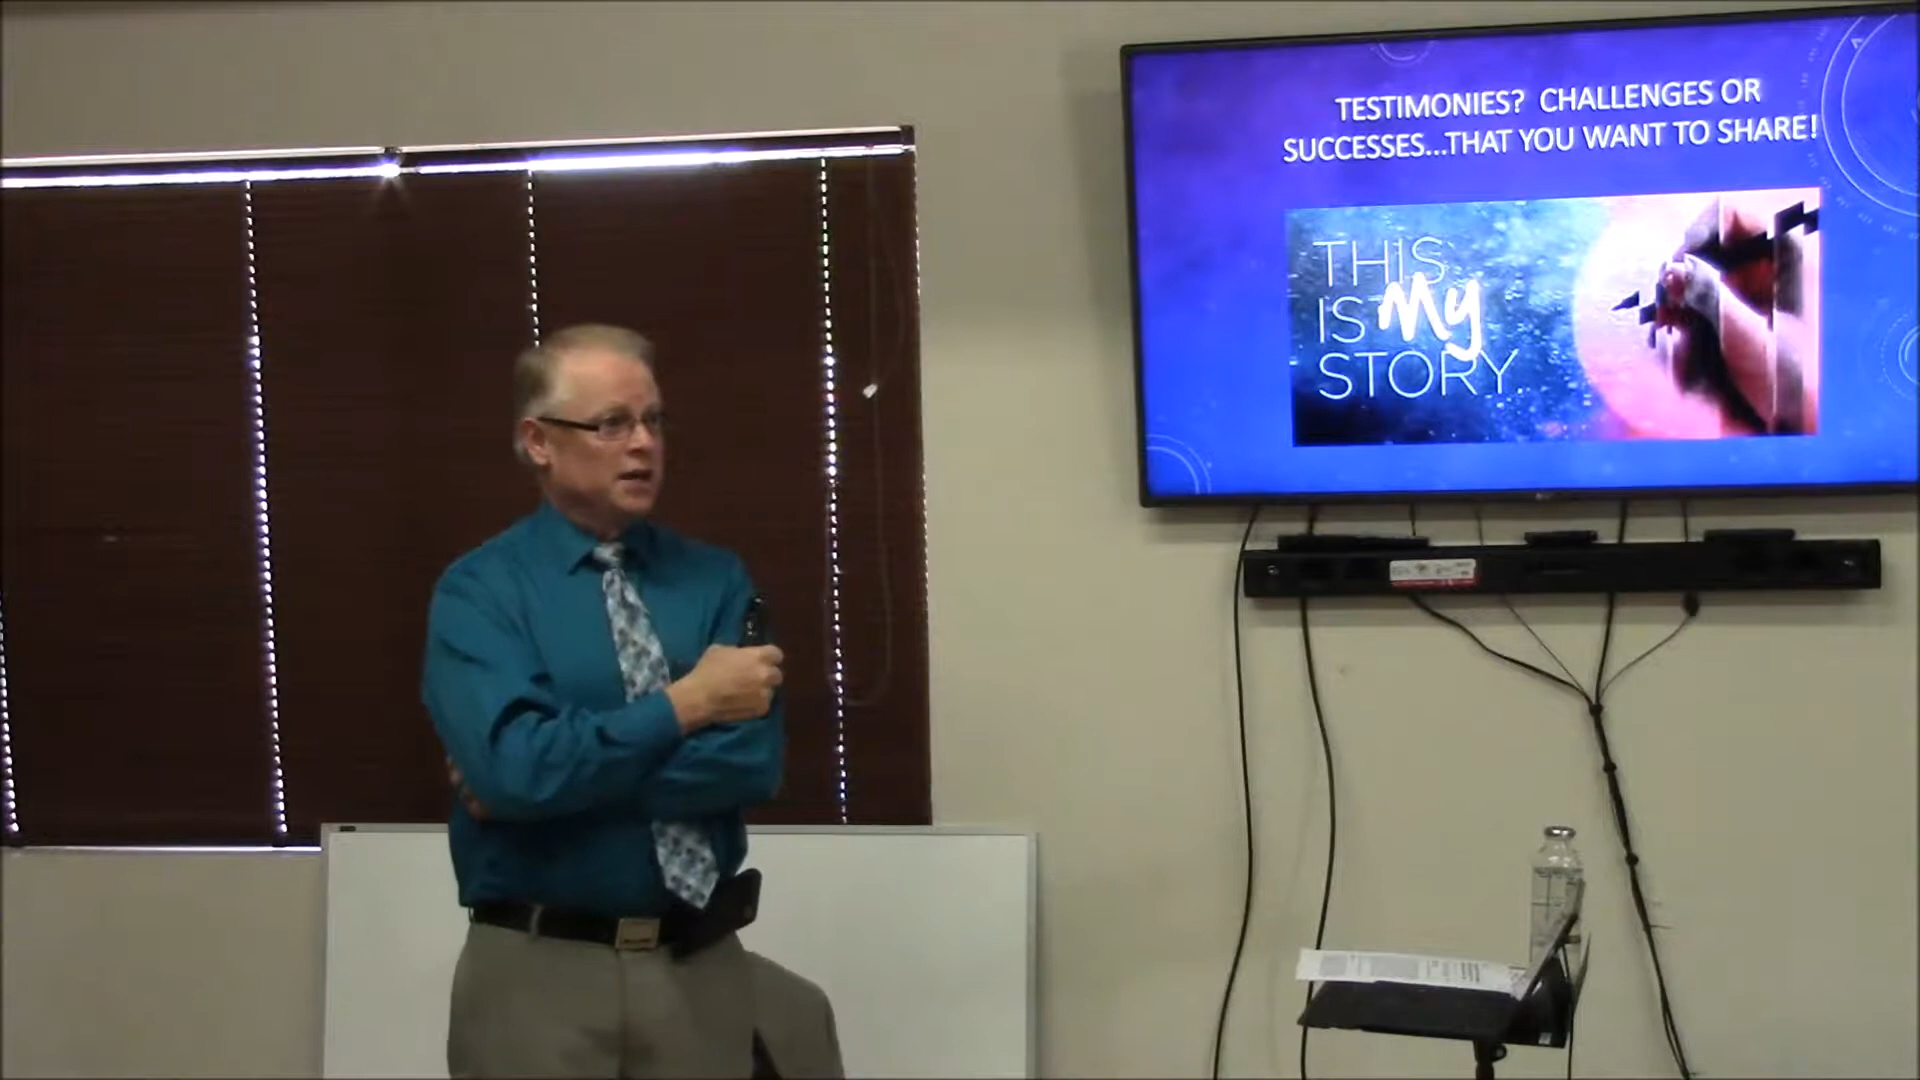 TESTIMONIES? CHALLENGES OR
SUCCESSES...THAT YOU WANT TO SHARE!
THIS
IS My
STORY